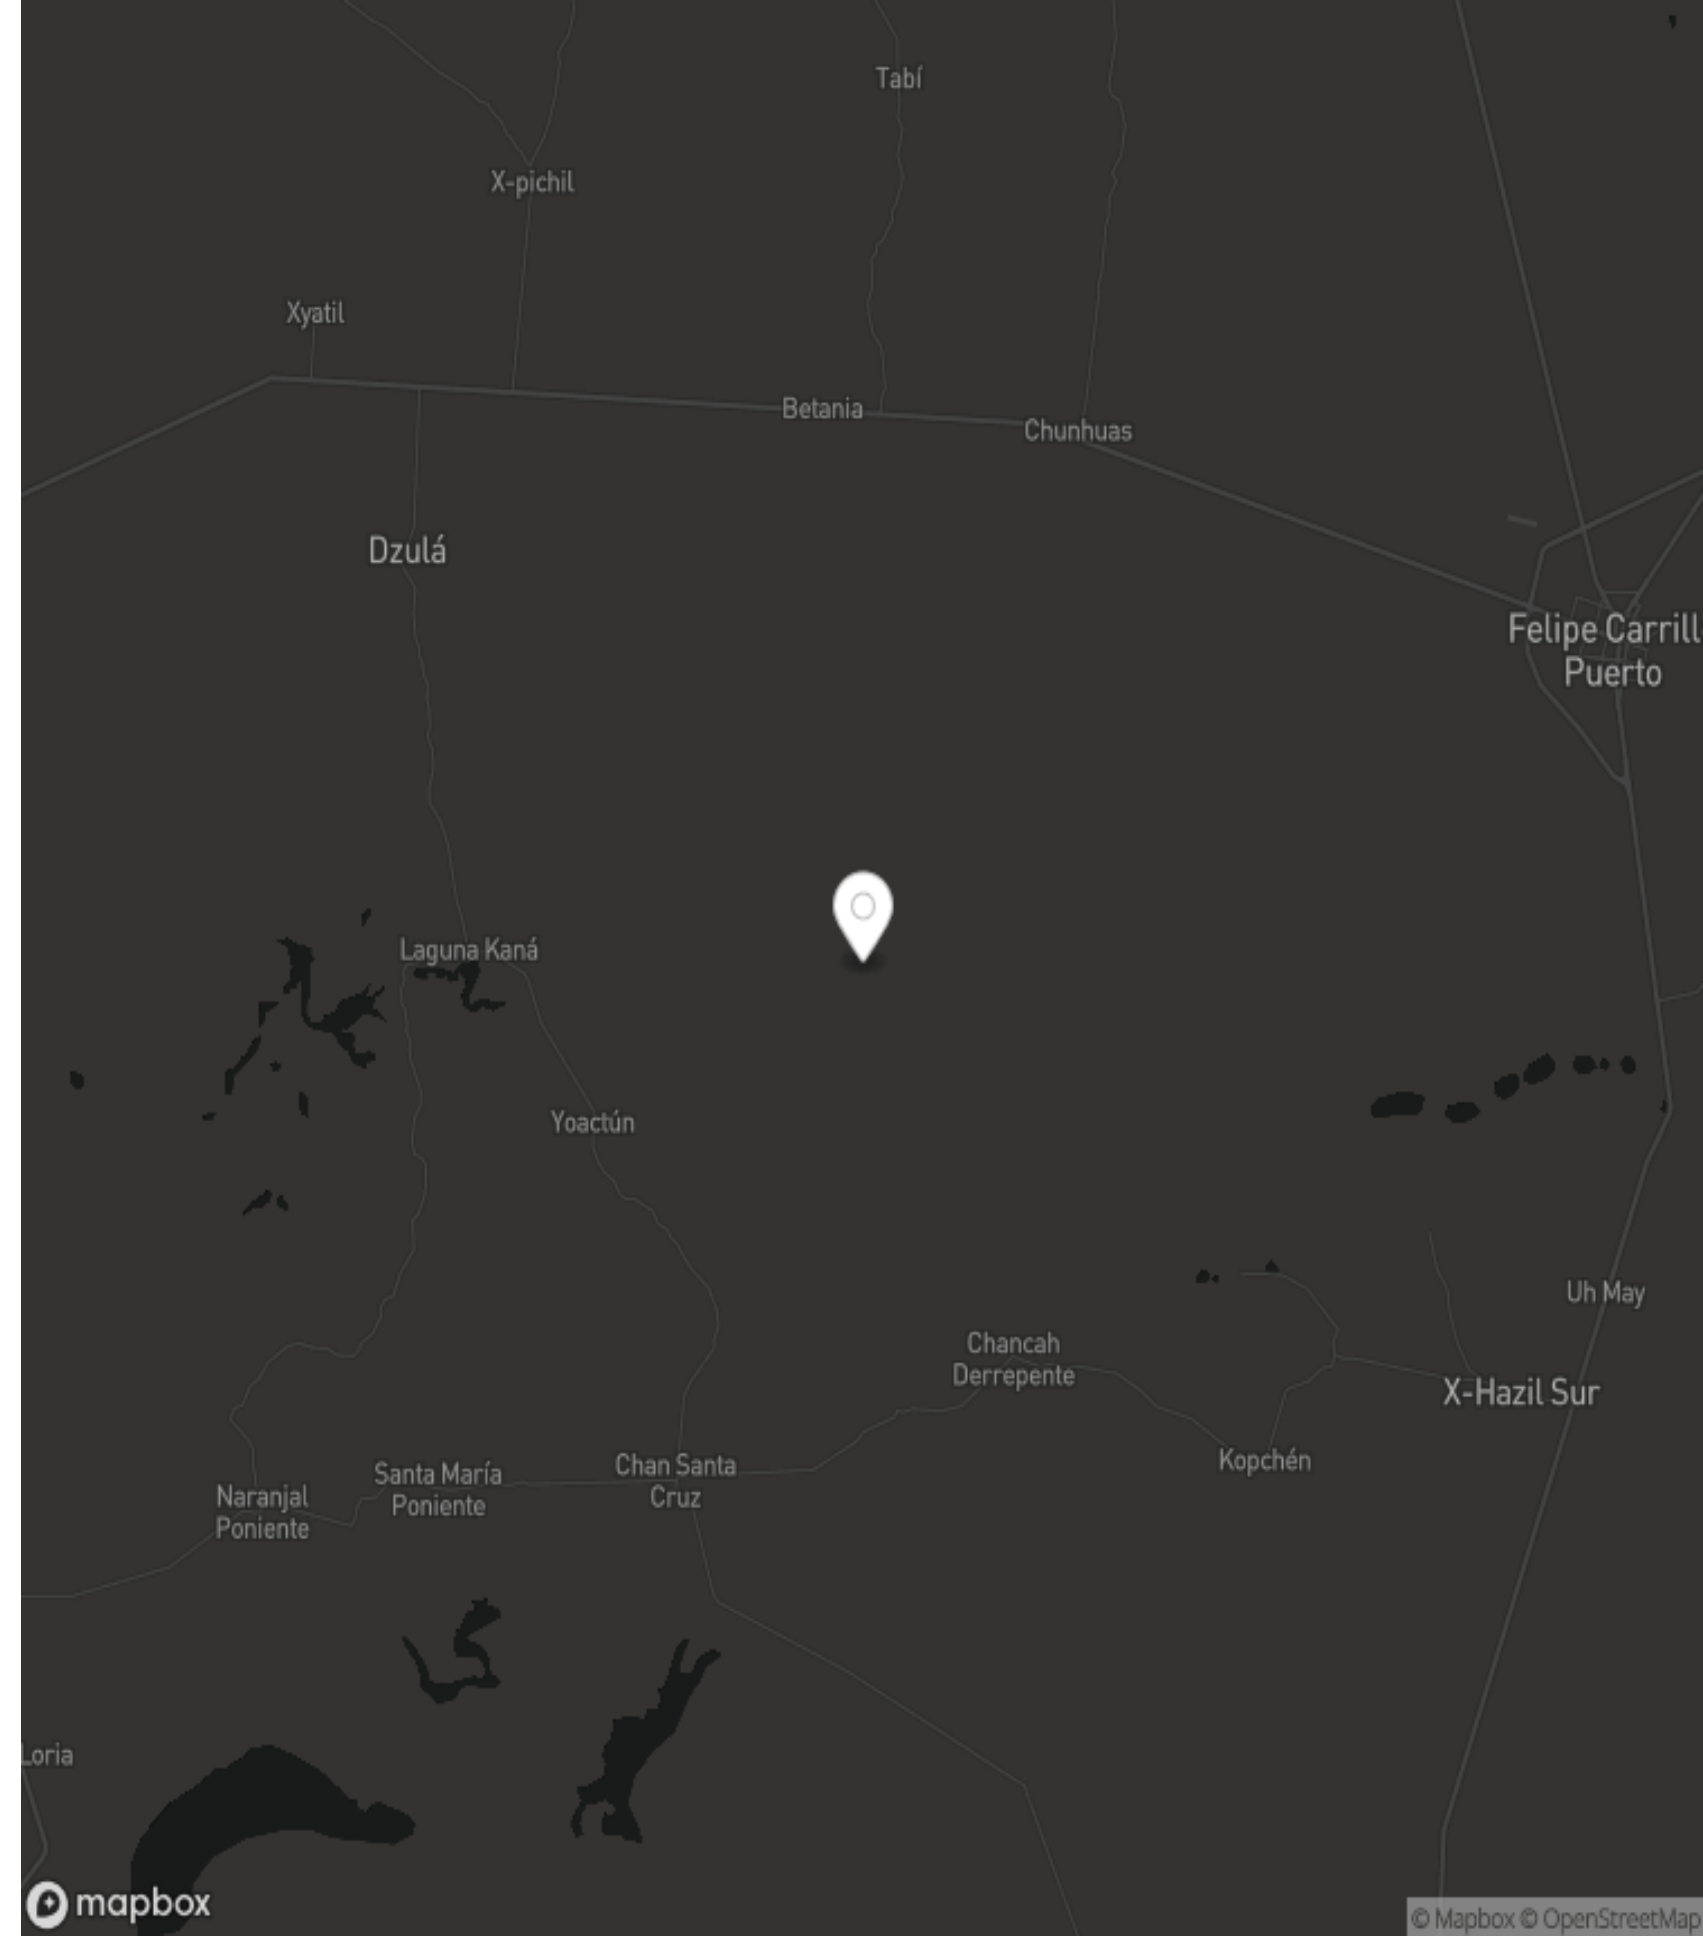 Tabí
X-pichil
Xyatil
Betania
Chunhuas
Dzulá
Felipe Carrill
Puerto
Laguna Kaná
Yoactún
Uh May
Chancah
Derrepente
X-Hazil Sur
Kopchén
Chan Santa
Cruz
Santa María
Poniente
Naranjal
Poniente
Loria
mapbox
© Mapbox © OpenStreetMap